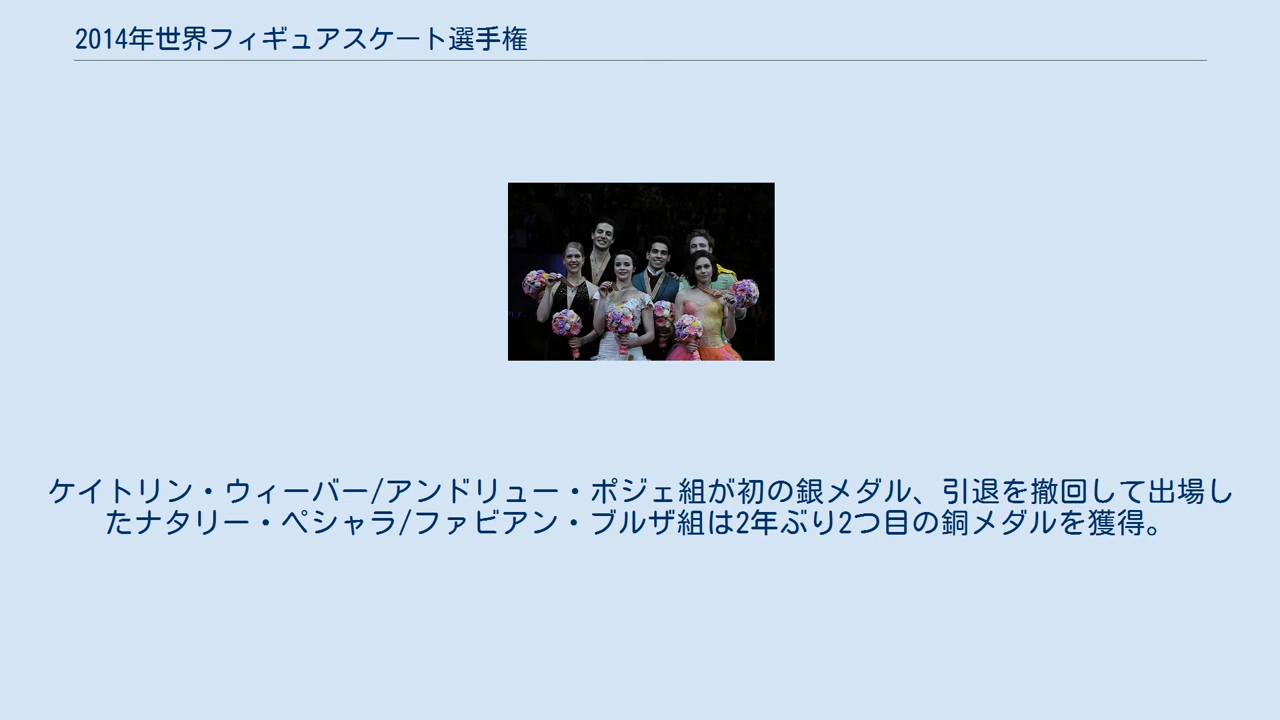 2014年世界フィギュアスケート選手権
ケイトリン・ウィーバー/アンドリュー・ポジェ組が初の銀メダル、引退を撤回して出場し
たナタリー・ペシャラ/ファビアン・ブルザ組は2年ぶり2つ目の銅メダルを獲得。